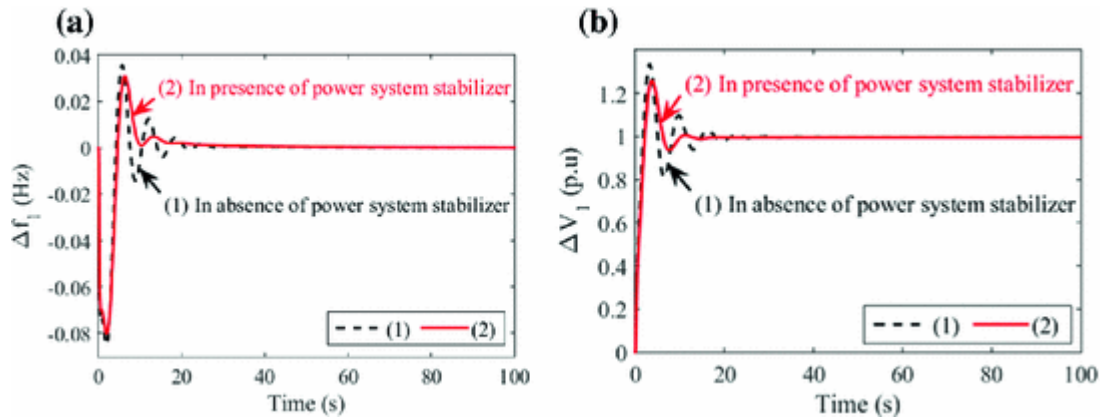 (a)
0.04
0.02
0
-0.02
-0.04
-0.06
-0.08
Δf₁ (Hz)
(2) In presence of power system stabilizer
(1) In absence of power system stabilizer
(1) (2)
0 20 40 60 80 100
Time (s)
(b)
1.2
1
0.8
0.6
0.4
0.2
0
ΔV₁ (p.u)
(2) In presence of power system stabilizer
(1) In absence of power system stabilizer
(1) (2)
0 20 40 60 80 100
Time (s)